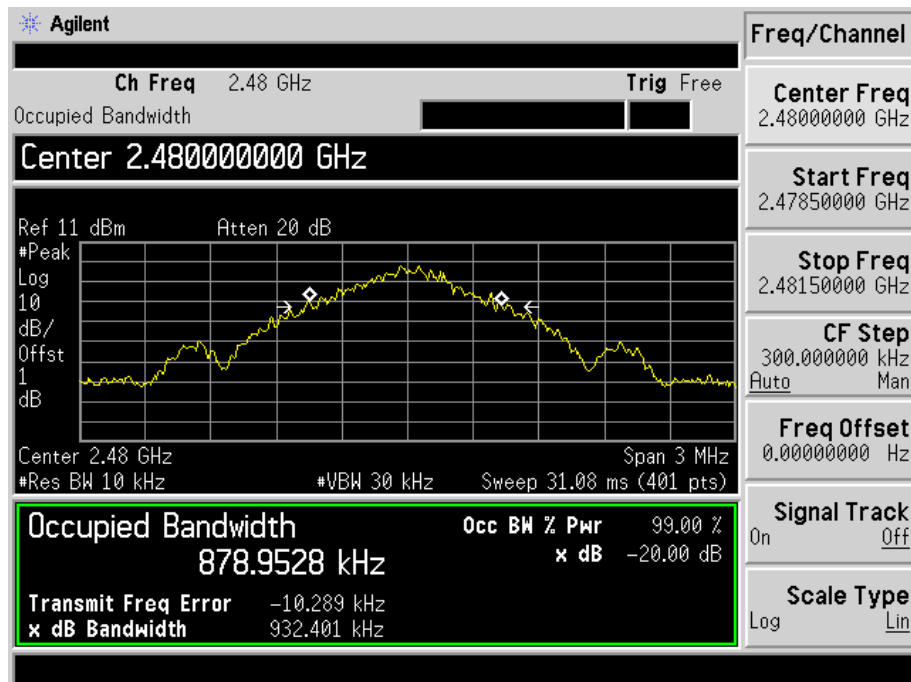 Agilent
Freq/Channel
Ch Freq 2.48 GHz Trig Free
Occupied Bandwidth
Center 2.480000000 GHz
Ref 11 dBm Atten 20 dB
#Peak
Log
10
dB/
Offst
1
dB
Center 2.48 GHz Span 3 MHz
#Res BW 10 kHz #VBW 30 kHz Sweep 31.08 ms (401 pts)
Occupied Bandwidth Occ BW % Pwr 99.00 %
878.9528 kHz x dB -20.00 dB
Transmit Freq Error -10.289 kHz
x dB Bandwidth 932.401 kHz
Center Freq
2.48000000 GHz
Start Freq
2.47850000 GHz
Stop Freq
2.48150000 GHz
CF Step
300.000000 kHz
Auto Man
Freq Offset
0.00000000 Hz
Signal Track
On Off
Scale Type
Log Lin